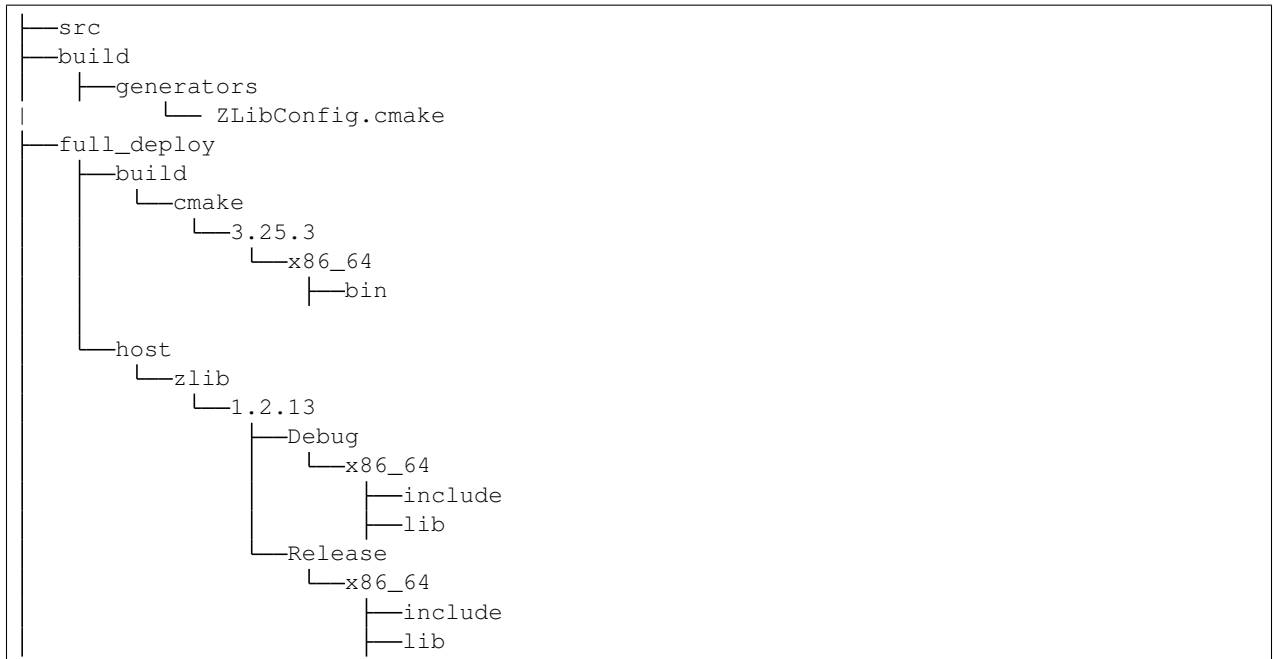 ├──src
├──build
│   ├──generators
|         └── ZLibConfig.cmake
├──full_deploy
│   ├──build
│   │   └──cmake
│   │       └──3.25.3
│   │           └──x86_64
│   │               ├──bin
│   └──host
│       └──zlib
│           └──1.2.13
│               ├──Debug
│               │   └──x86_64
│               │       ├──include
│               │       ├──lib
│               └──Release
│                   └──x86_64
│                       ├──include
│                       ├──lib